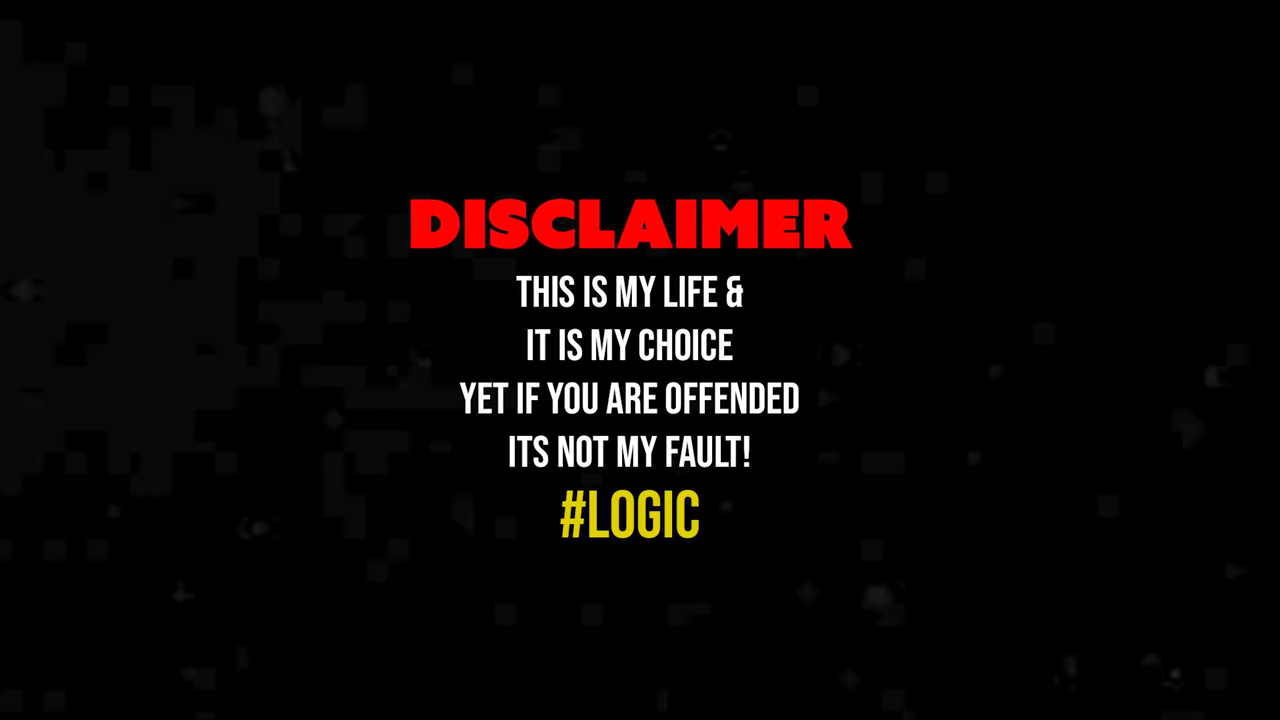 DISCLAIMER
THIS IS MY LIFE &
IT IS MY CHOICE
YET IF YOU ARE OFFENDED
ITS NOT MY FAULT!
#LOGIC